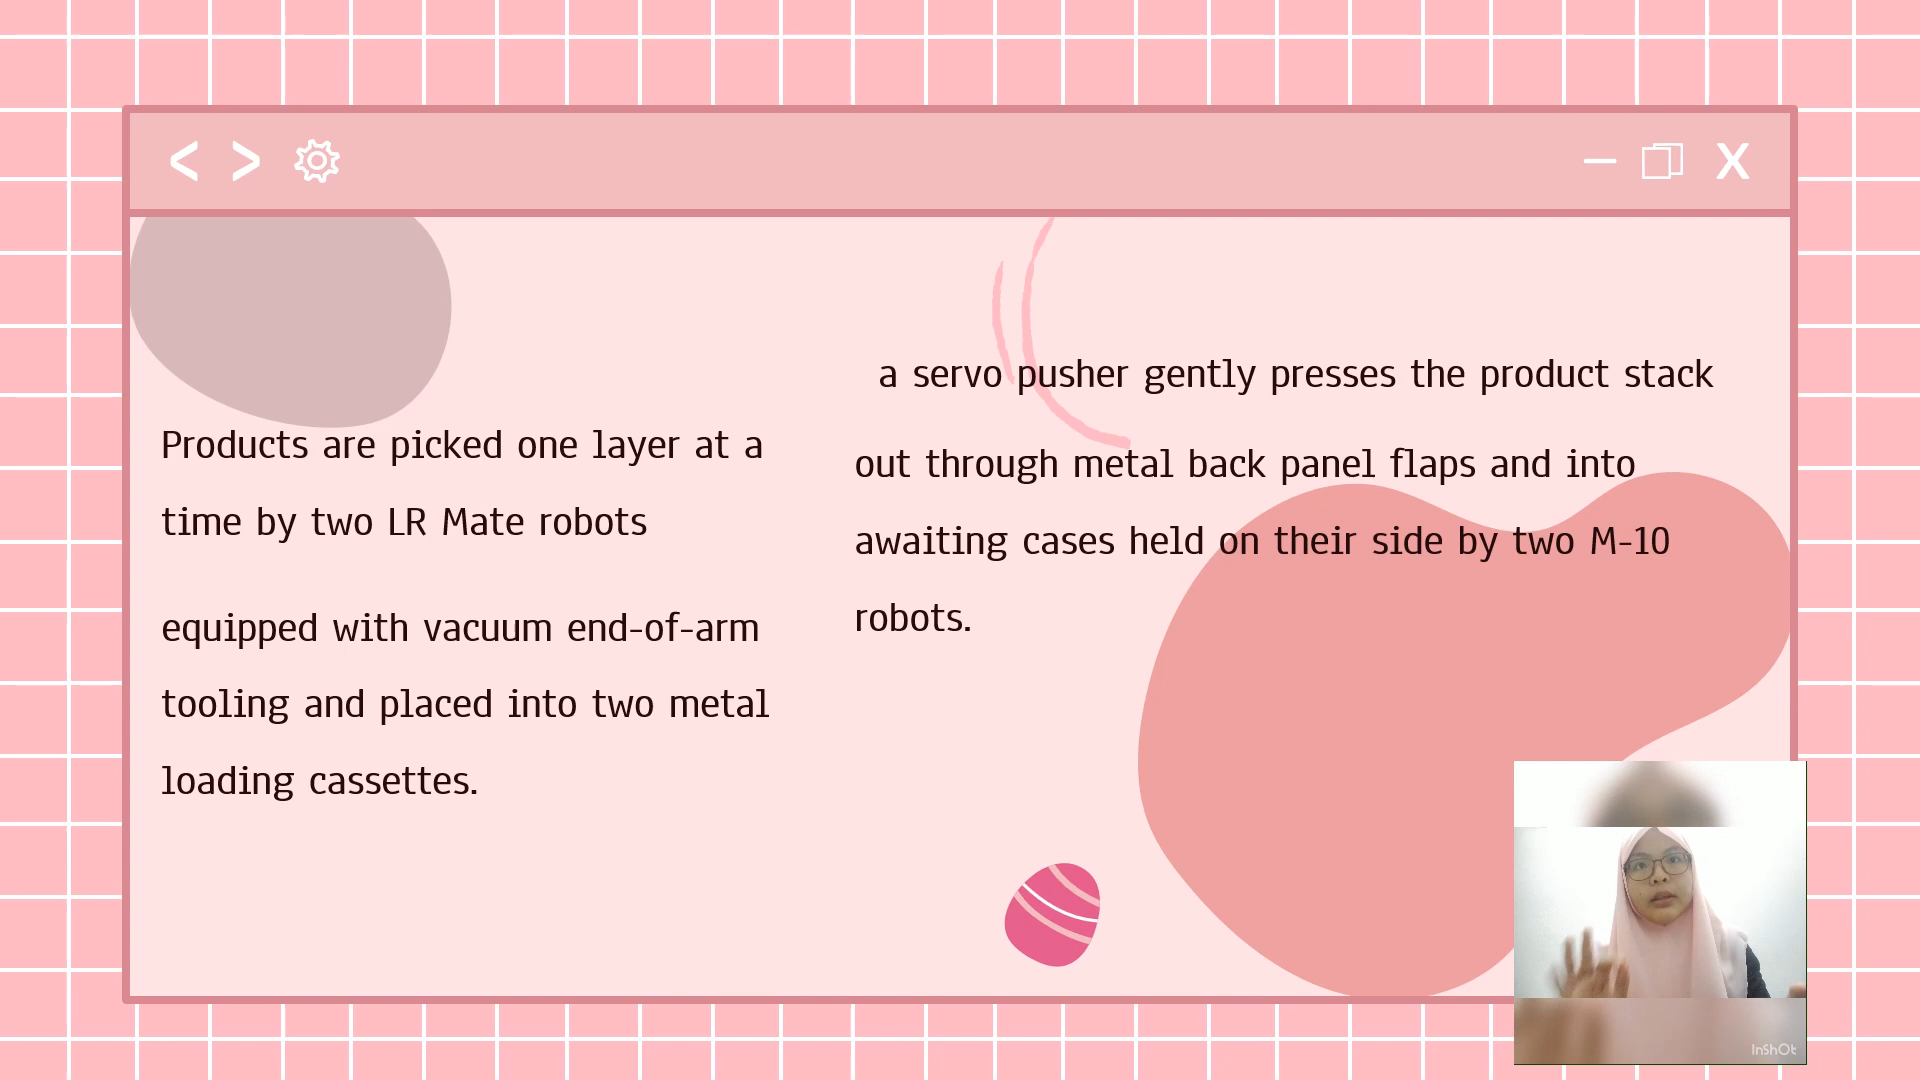 Products are picked one layer at a
time by two LR Mate robots
equipped with vacuum end-of-arm
tooling and placed into two metal
loading cassettes.
a servo pusher gently presses the product stack
out through metal back panel flaps and into
awaiting cases held on their side by two M-10
robots.
InShOt